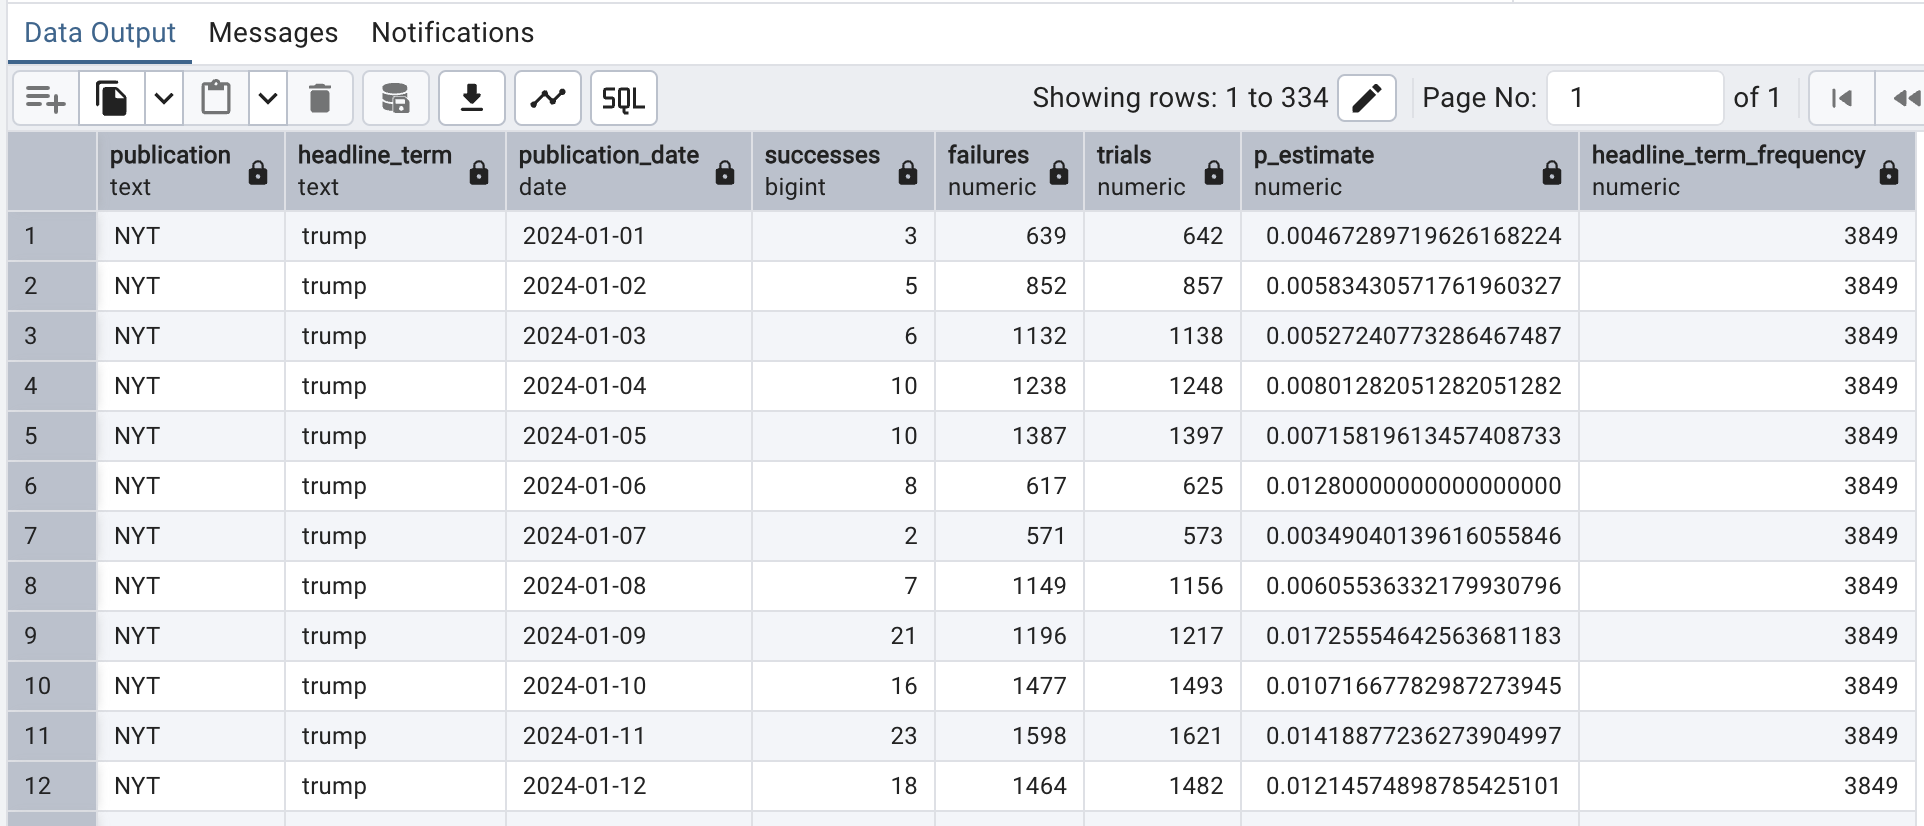 Data Output Messages Notifications
SQL Showing rows: 1 to 334 Page No: 1 of 1
publication headline_term publication_date successes failures trials p_estimate headline_term_frequency
text text date bigint numeric numeric numeric numeric
1 NYT trump 2024-01-01 3 639 642 0.00467289719626168224 3849
2 NYT trump 2024-01-02 5 852 857 0.00583430571761960327 3849
3 NYT trump 2024-01-03 6 1132 1138 0.00527240773286467487 3849
4 NYT trump 2024-01-04 10 1238 1248 0.00801282051282051282 3849
5 NYT trump 2024-01-05 10 1387 1397 0.00715819613457408733 3849
6 NYT trump 2024-01-06 8 617 625 0.01280000000000000000 3849
7 NYT trump 2024-01-07 2 571 573 0.00349040139616055846 3849
8 NYT trump 2024-01-08 7 1149 1156 0.00605536332179930796 3849
9 NYT trump 2024-01-09 21 1196 1217 0.01725554642563681183 3849
10 NYT trump 2024-01-10 16 1477 1493 0.01071667782987273945 3849
11 NYT trump 2024-01-11 23 1598 1621 0.01418877236273904997 3849
12 NYT trump 2024-01-12 18 1464 1482 0.01214574898785425101 3849